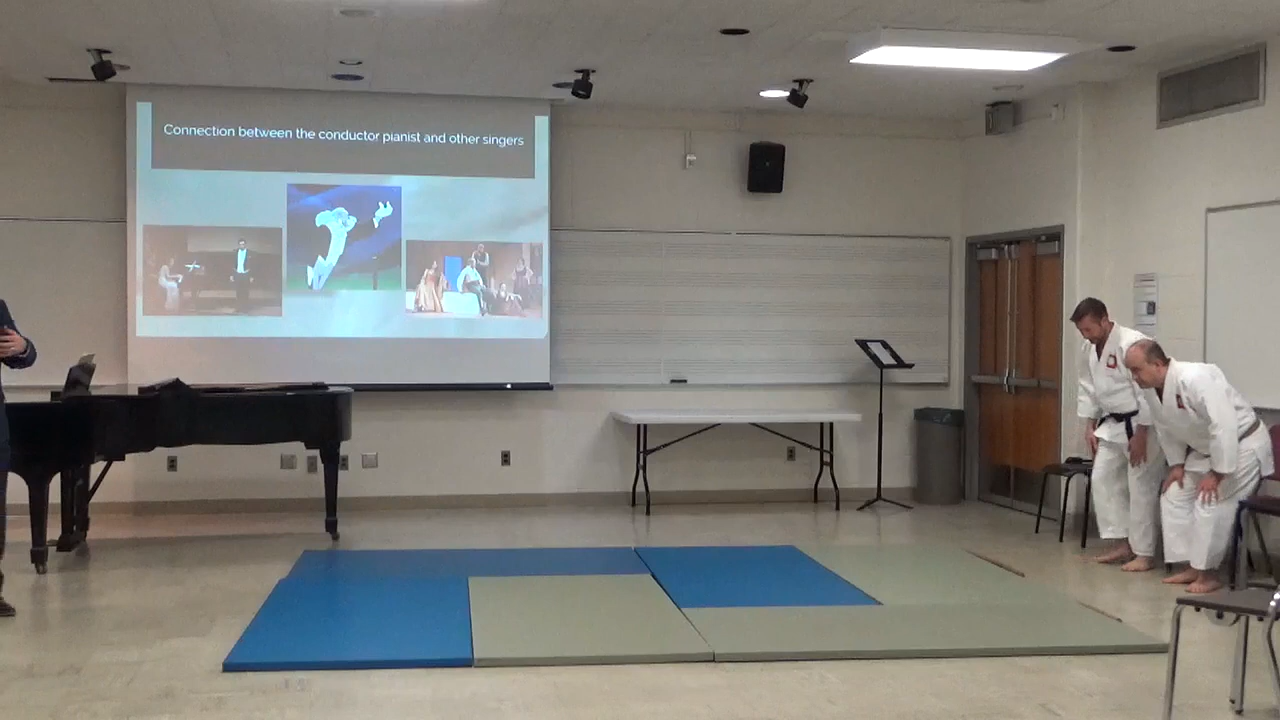 Connection between the conductor pianist and other singers